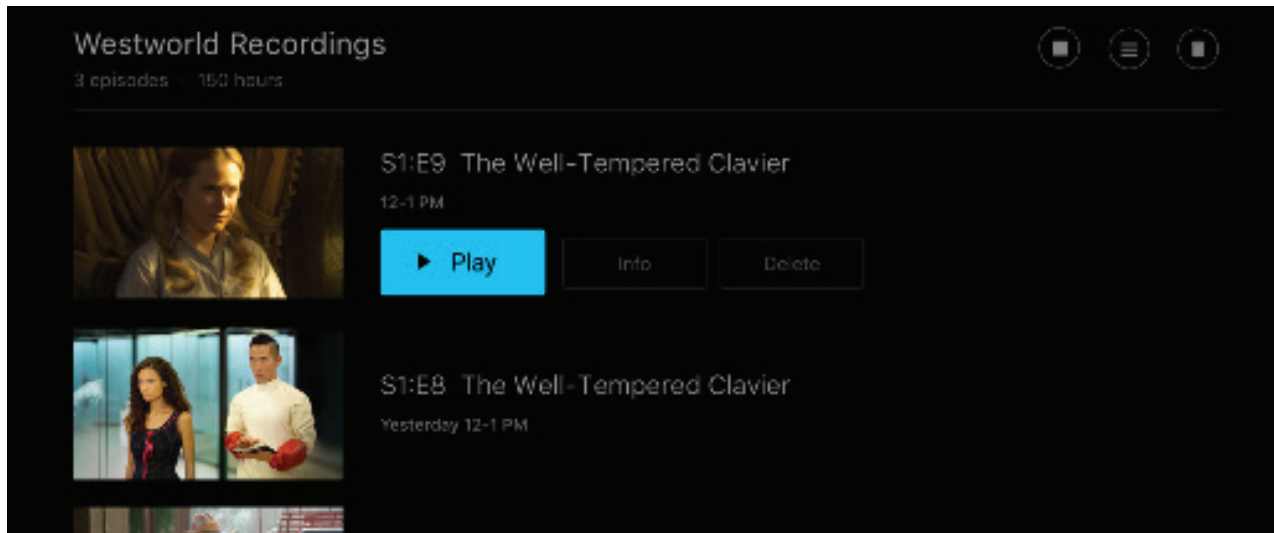 Westworld Recordings
3 episodes · 150 hours
S1:E9 The Well-Tempered Clavier
12-1 PM
Play
Info
Delete
S1:E8 The Well-Tempered Clavier
Yesterday 12-1 PM